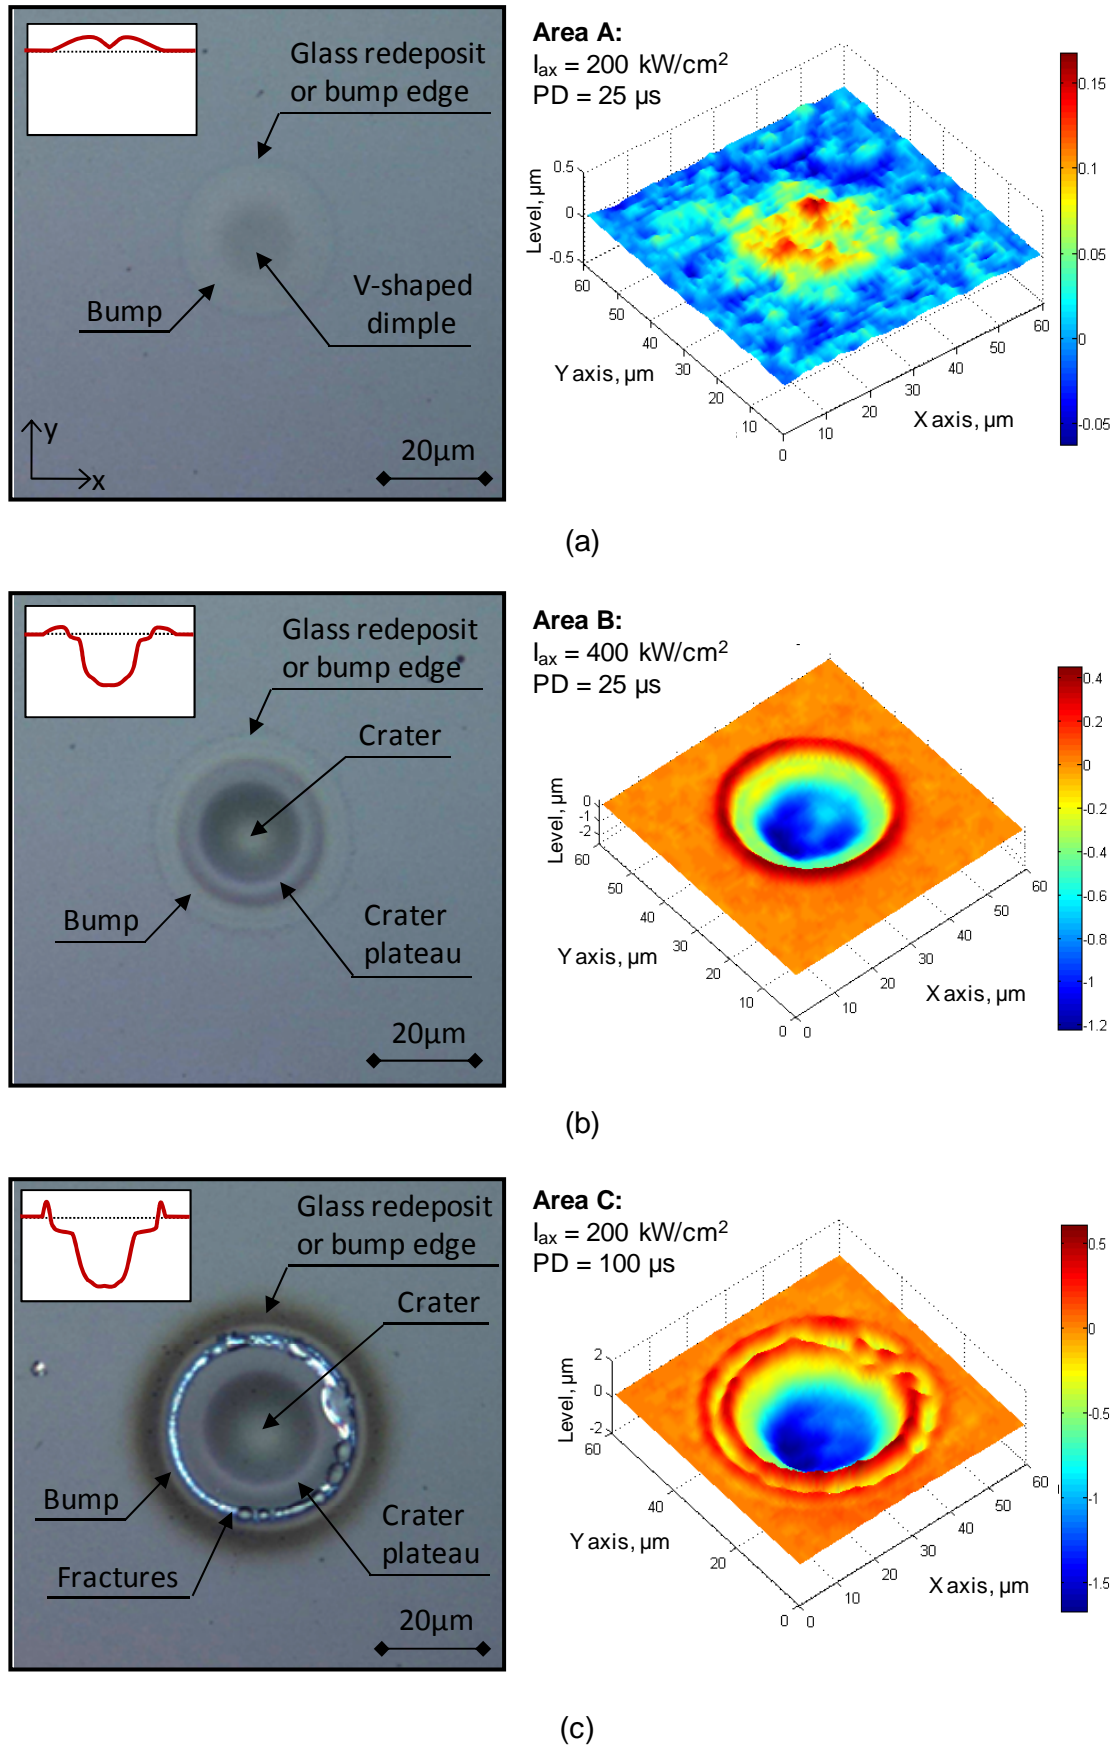 Glass redeposit
or bump edge
Bump
V-shaped
dimple
y
x
20µm
Area A:
I_ax = 200 kW/cm²
PD = 25 µs
Level, µm
0.5
0
-0.5
60
50
40
30
20
10
Y axis, µm
0
10
20
30
40
50
60
X axis, µm
0.15
0.1
0.05
0
-0.05
(a)
Glass redeposit
or bump edge
Crater
Bump
Crater
plateau
20µm
Area B:
I_ax = 400 kW/cm²
PD = 25 µs
Level, µm
0
-1
-2
60
50
40
30
20
10
0
Y axis, µm
0
10
20
30
40
50
60
X axis, µm
0.4
0.2
0
-0.2
-0.4
-0.6
-0.8
-1
-1.2
(b)
Glass redeposit
or bump edge
Crater
Bump
Crater
plateau
Fractures
20µm
Area C:
I_ax = 200 kW/cm²
PD = 100 µs
Level, µm
2
0
-2
60
40
20
0
Y axis, µm
0
10
20
30
40
50
60
X axis, µm
0.5
0
-0.5
-1
-1.5
(c)